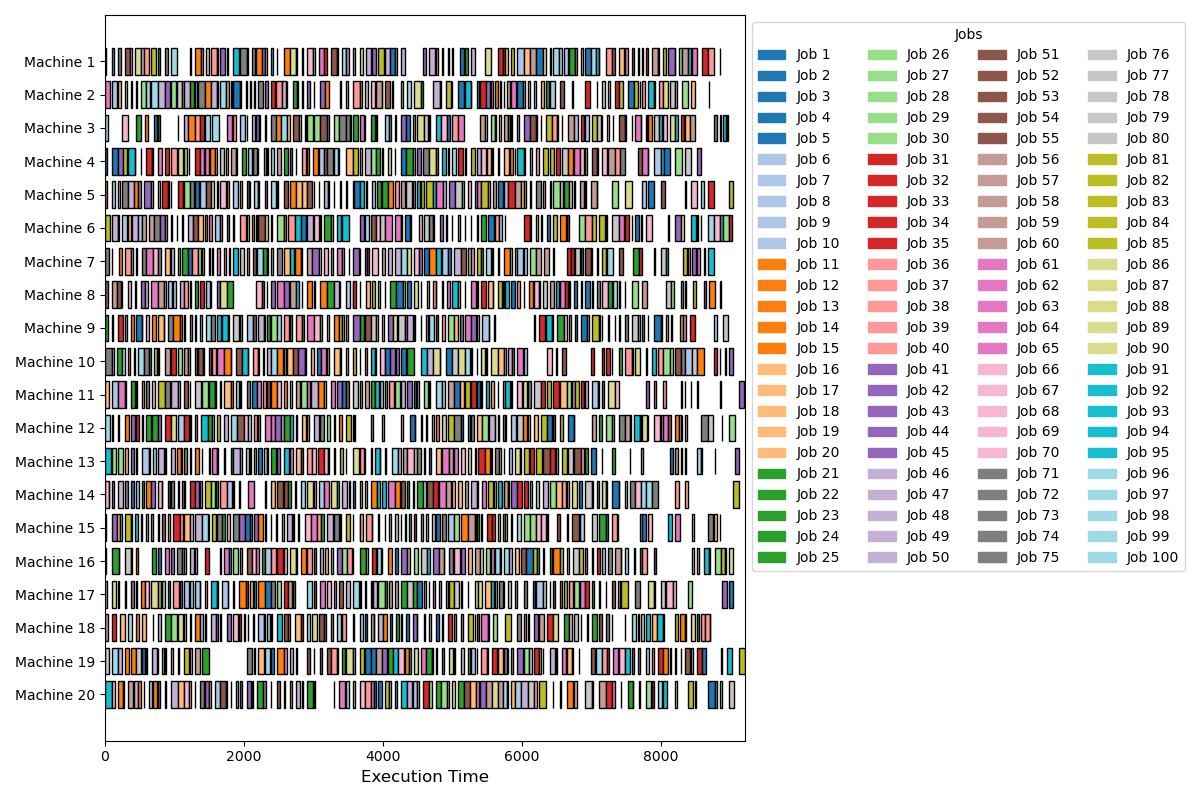 Machine 1
Machine 2
Machine 3
Machine 4
Machine 5
Machine 6
Machine 7
Machine 8
Machine 9
Machine 10
Machine 11
Machine 12
Machine 13
Machine 14
Machine 15
Machine 16
Machine 17
Machine 18
Machine 19
Machine 20
0 2000 4000 6000 8000
Execution Time
Jobs
Job 1 Job 26 Job 51 Job 76
Job 2 Job 27 Job 52 Job 77
Job 3 Job 28 Job 53 Job 78
Job 4 Job 29 Job 54 Job 79
Job 5 Job 30 Job 55 Job 80
Job 6 Job 31 Job 56 Job 81
Job 7 Job 32 Job 57 Job 82
Job 8 Job 33 Job 58 Job 83
Job 9 Job 34 Job 59 Job 84
Job 10 Job 35 Job 60 Job 85
Job 11 Job 36 Job 61 Job 86
Job 12 Job 37 Job 62 Job 87
Job 13 Job 38 Job 63 Job 88
Job 14 Job 39 Job 64 Job 89
Job 15 Job 40 Job 65 Job 90
Job 16 Job 41 Job 66 Job 91
Job 17 Job 42 Job 67 Job 92
Job 18 Job 43 Job 68 Job 93
Job 19 Job 44 Job 69 Job 94
Job 20 Job 45 Job 70 Job 95
Job 21 Job 46 Job 71 Job 96
Job 22 Job 47 Job 72 Job 97
Job 23 Job 48 Job 73 Job 98
Job 24 Job 49 Job 74 Job 99
Job 25 Job 50 Job 75 Job 100